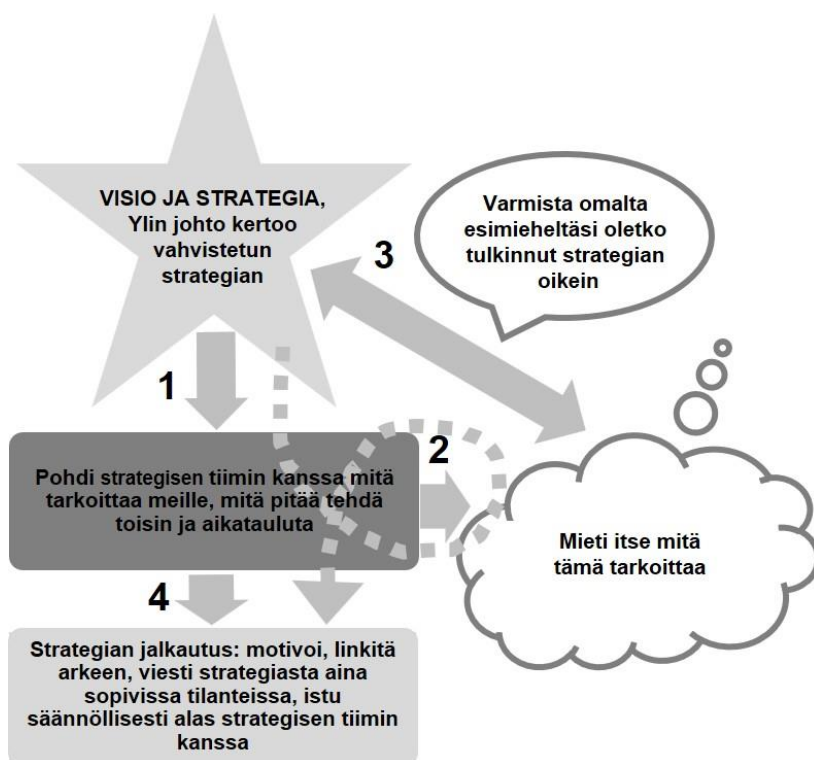 VISIO JA STRATEGIA,
Ylin johto kertoo
vahvistetun
strategian
1
Pohdi strategisen tiimin kanssa mitä
tarkoittaa meille, mitä pitää tehdä
toisin ja aikatauluta
2
Mieti itse mitä
tämä tarkoittaa
3
Varmista omalta
esimieheltäsi oletko
tulkinnut strategian
oikein
4
Strategian jalkautus: motivoi, linkitä
arkeen, viesti strategiasta aina
sopivissa tilanteissa, istu
säännöllisesti alas strategisen tiimin
kanssa